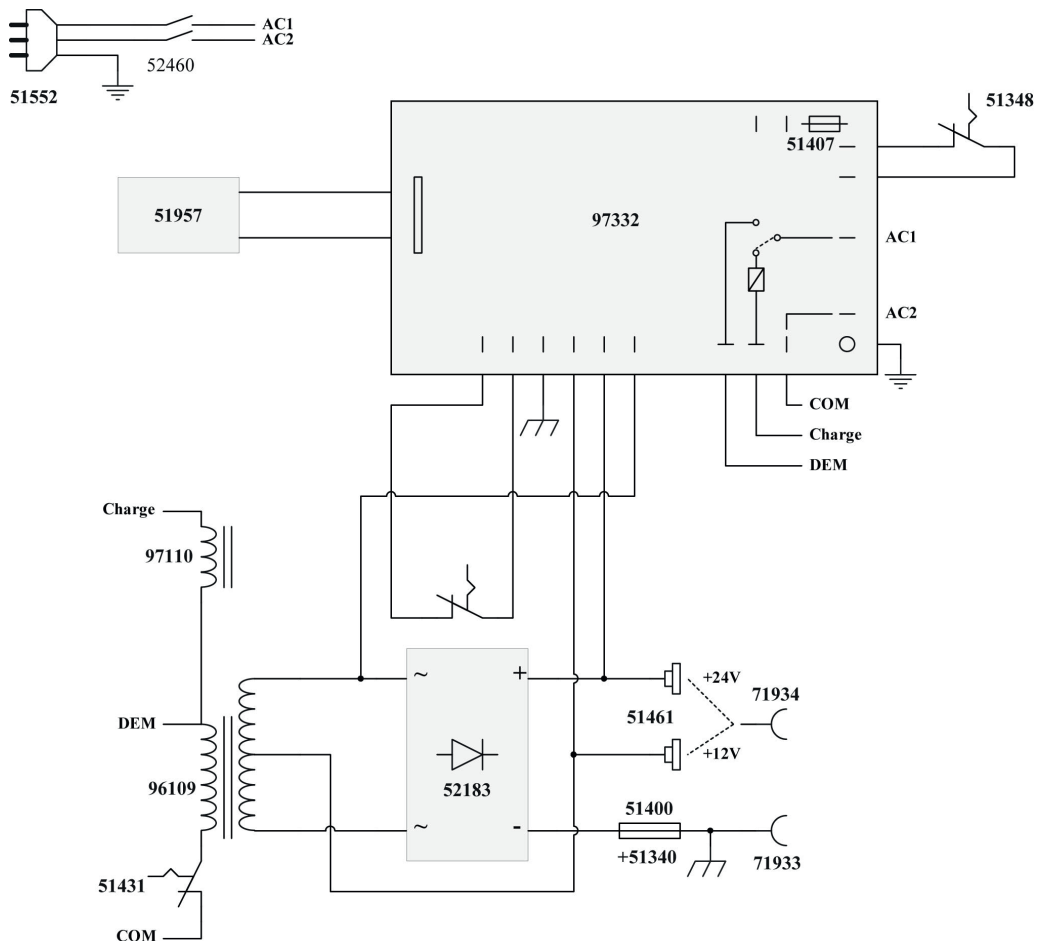 AC1
AC2
52460
51552
51348
51407
51957
97332
AC1
AC2
COM
Charge
DEM
Charge
97110
~
+
+24V
71934
51461
DEM
+12V
96109
52183
51400
~
-
+51340
71933
51431
COM